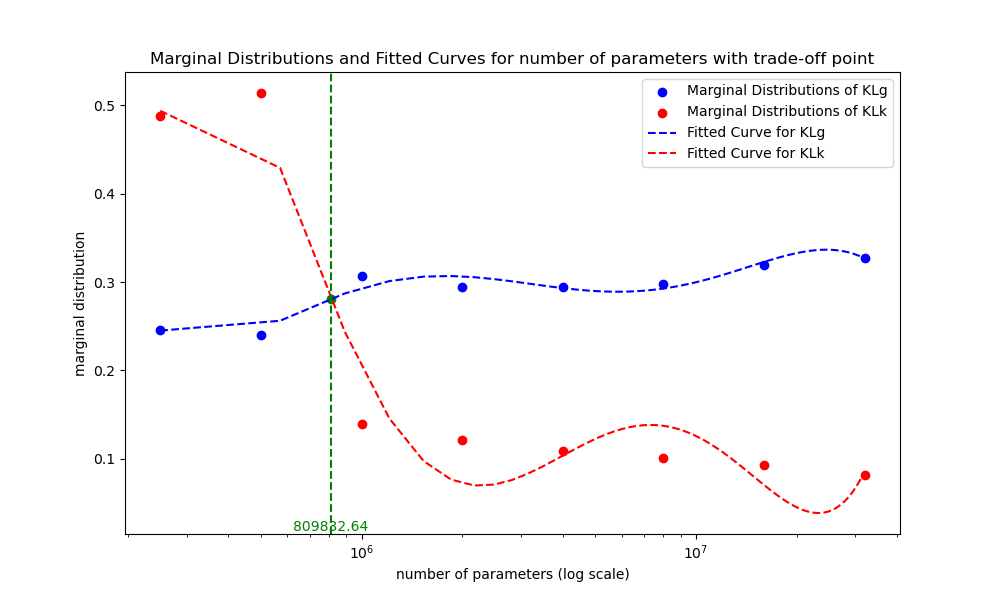 Marginal Distributions and Fitted Curves for number of parameters with trade-off point
Marginal Distributions of KLg
Marginal Distributions of KLk
Fitted Curve for KLg
Fitted Curve for KLk
0.5
0.4
0.3
0.2
0.1
marginal distribution
809832.64
10⁶
10⁷
number of parameters (log scale)